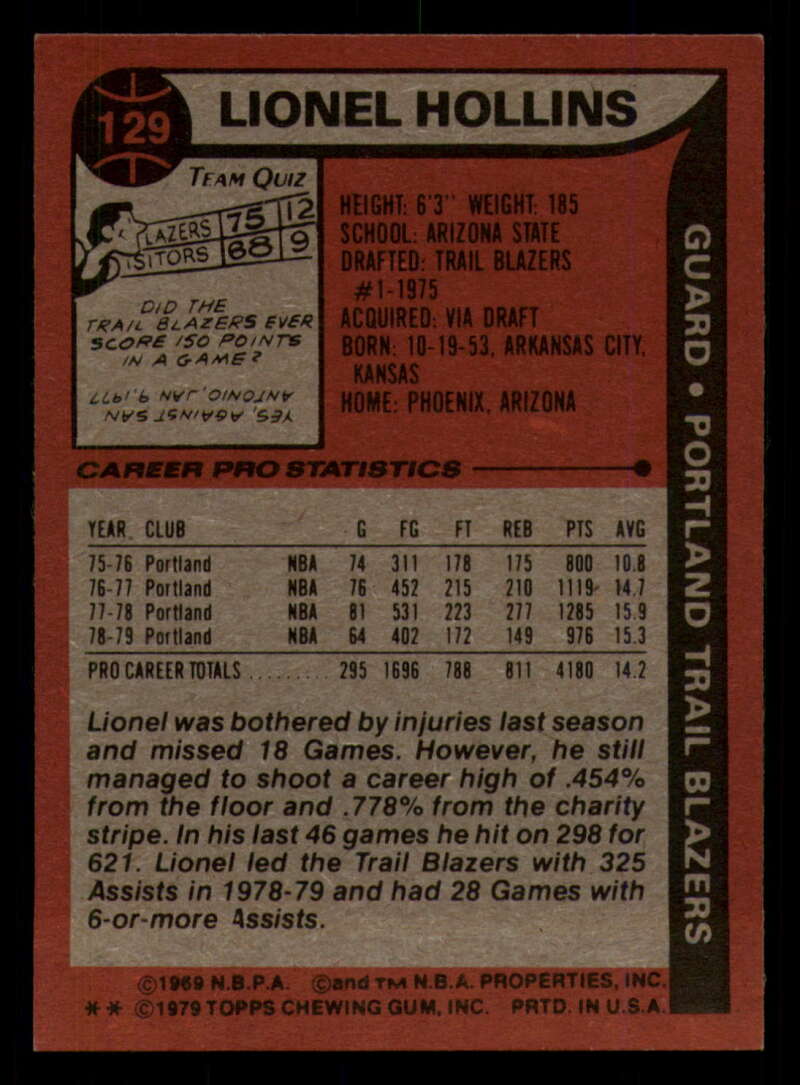 129
LIONEL HOLLINS
TEAM QUIZ
LAZERS 75 12
ISITORS 68 9
DID THE
TRAIL BLAZERS EVER
SCORE 150 POINTS
IN A GAME?
YES, AGAINST SAN
ANTONIO, JAN. 9, 1977
HEIGHT: 6'3" WEIGHT: 185
SCHOOL: ARIZONA STATE
DRAFTED: TRAIL BLAZERS
#1-1975
ACQUIRED: VIA DRAFT
BORN: 10-19-53, ARKANSAS CITY,
KANSAS
HOME: PHOENIX, ARIZONA
GUARD • PORTLAND TRAIL BLAZERS
CAREER PRO STATISTICS
YEAR CLUB G FG FT REB PTS AVG
75-76 Portland NBA 74 311 178 175 800 10.8
76-77 Portland NBA 76 452 215 210 1119 14.7
77-78 Portland NBA 81 531 223 277 1285 15.9
78-79 Portland NBA 64 402 172 149 976 15.3
PRO CAREER TOTALS ......... 295 1696 788 811 4180 14.2
Lionel was bothered by injuries last season
and missed 18 Games. However, he still
managed to shoot a career high of .454%
from the floor and .778% from the charity
stripe. In his last 46 games he hit on 298 for
621. Lionel led the Trail Blazers with 325
Assists in 1978-79 and had 28 Games with
6-or-more Assists.
©1969 N.B.P.A. ©and TM N.B.A. PROPERTIES, INC.
** ©1979 TOPPS CHEWING GUM, INC. PRTD. IN U.S.A.